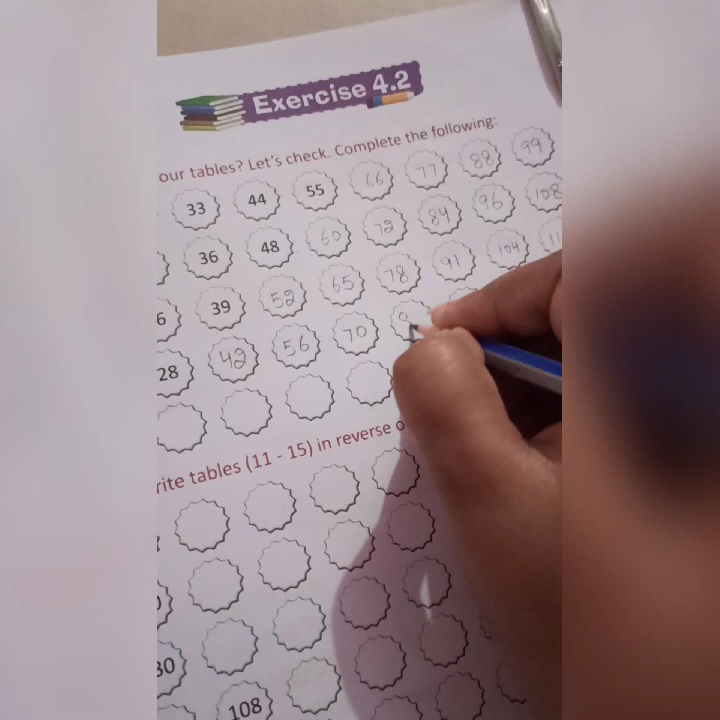 Exercise 4.2
our tables? Let's check. Complete the following:
33 44 55 66 77 88 99
36 48 60 72 84 96 108
6 39 52 65 78 91 104
28 42 56 70 9
rite tables (11 - 15) in reverse o
30
108